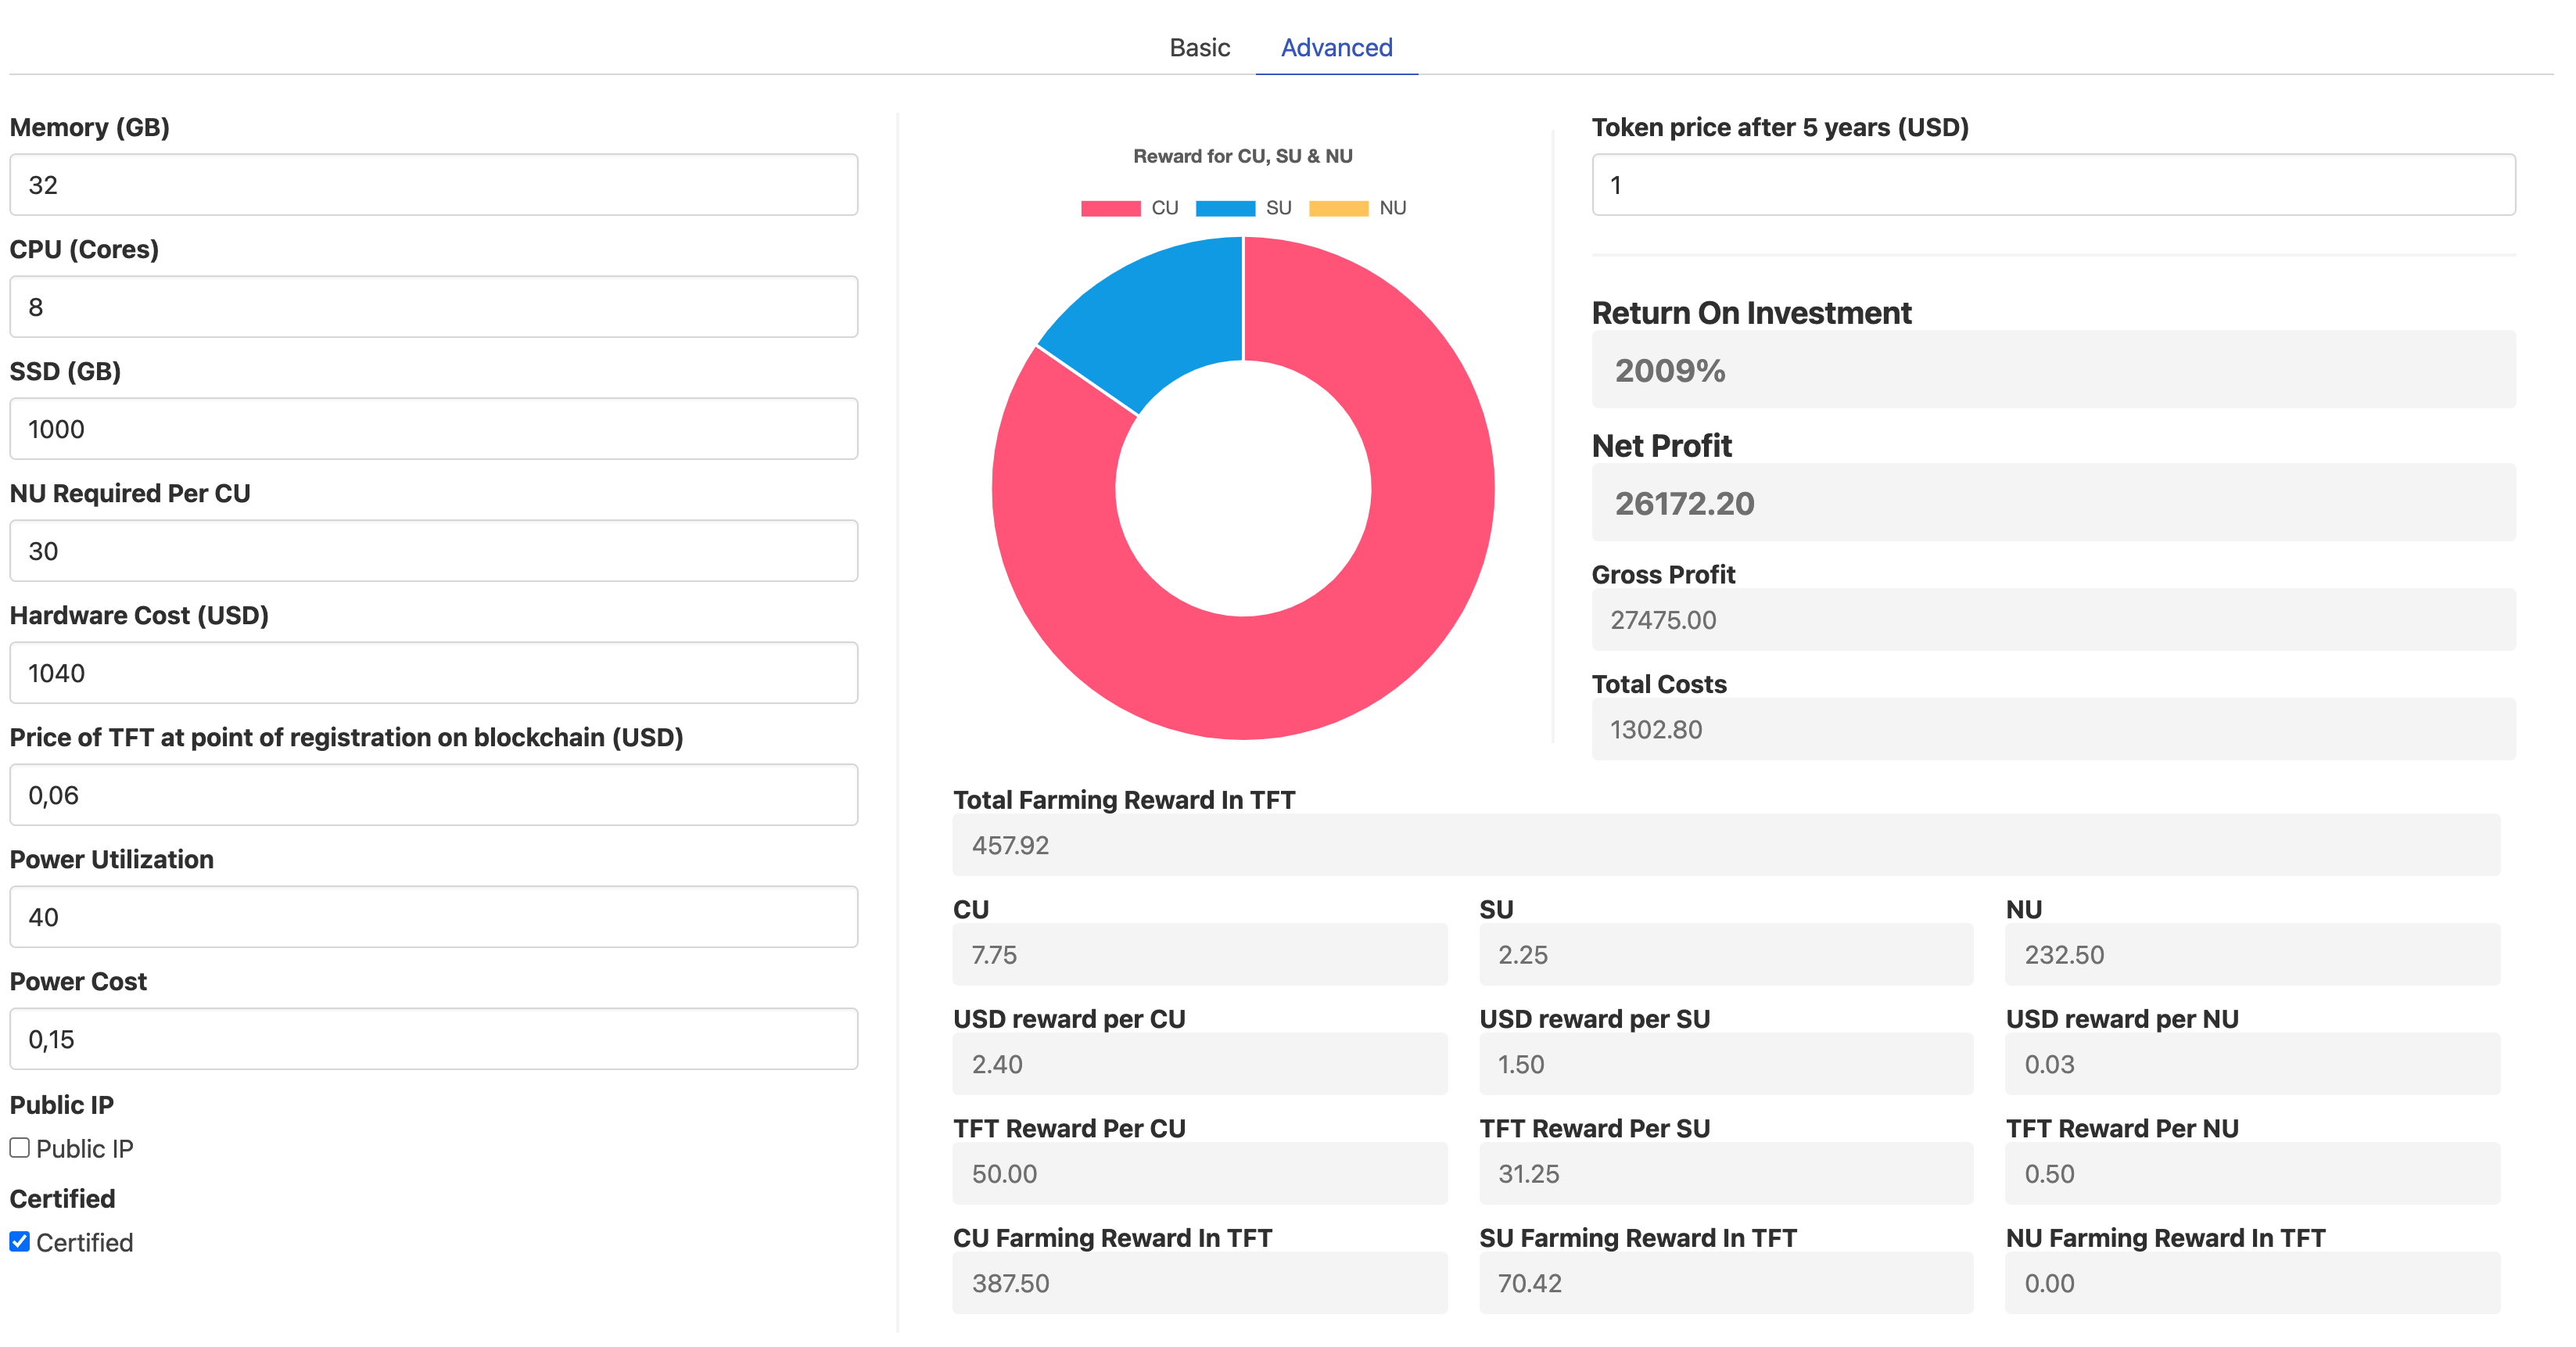 Basic Advanced
Memory (GB)
32
CPU (Cores)
8
SSD (GB)
1000
NU Required Per CU
30
Hardware Cost (USD)
1040
Price of TFT at point of registration on blockchain (USD)
0,06
Power Utilization
40
Power Cost
0,15
Public IP
Public IP
Certified
Certified
Reward for CU, SU & NU
CU SU NU
Token price after 5 years (USD)
1
Return On Investment
2009%
Net Profit
26172.20
Gross Profit
27475.00
Total Costs
1302.80
Total Farming Reward In TFT
457.92
CU SU NU
7.75 2.25 232.50
USD reward per CU USD reward per SU USD reward per NU
2.40 1.50 0.03
TFT Reward Per CU TFT Reward Per SU TFT Reward Per NU
50.00 31.25 0.50
CU Farming Reward In TFT SU Farming Reward In TFT NU Farming Reward In TFT
387.50 70.42 0.00